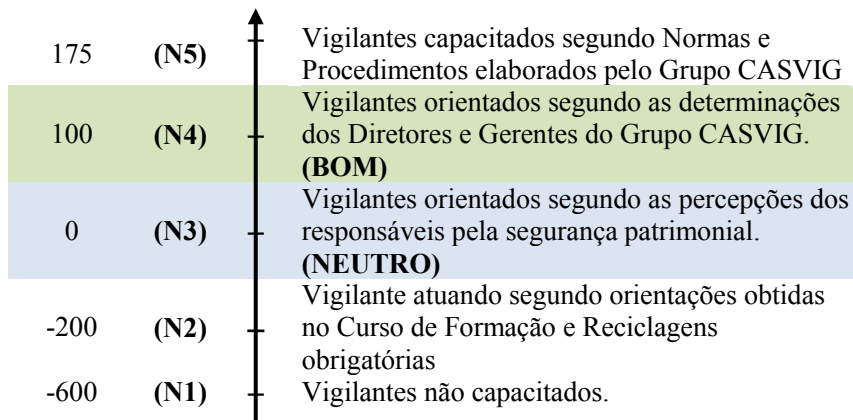 175 (N5) Vigilantes capacitados segundo Normas e
Procedimentos elaborados pelo Grupo CASVIG
Vigilantes orientados segundo as determinações
100 (N4) dos Diretores e Gerentes do Grupo CASVIG.
(BOM)
Vigilantes orientados segundo as percepções dos
0 (N3) responsáveis pela segurança patrimonial.
(NEUTRO)
Vigilante atuando segundo orientações obtidas
-200 (N2) no Curso de Formação e Reciclagens
obrigatórias
-600 (N1) Vigilantes não capacitados.